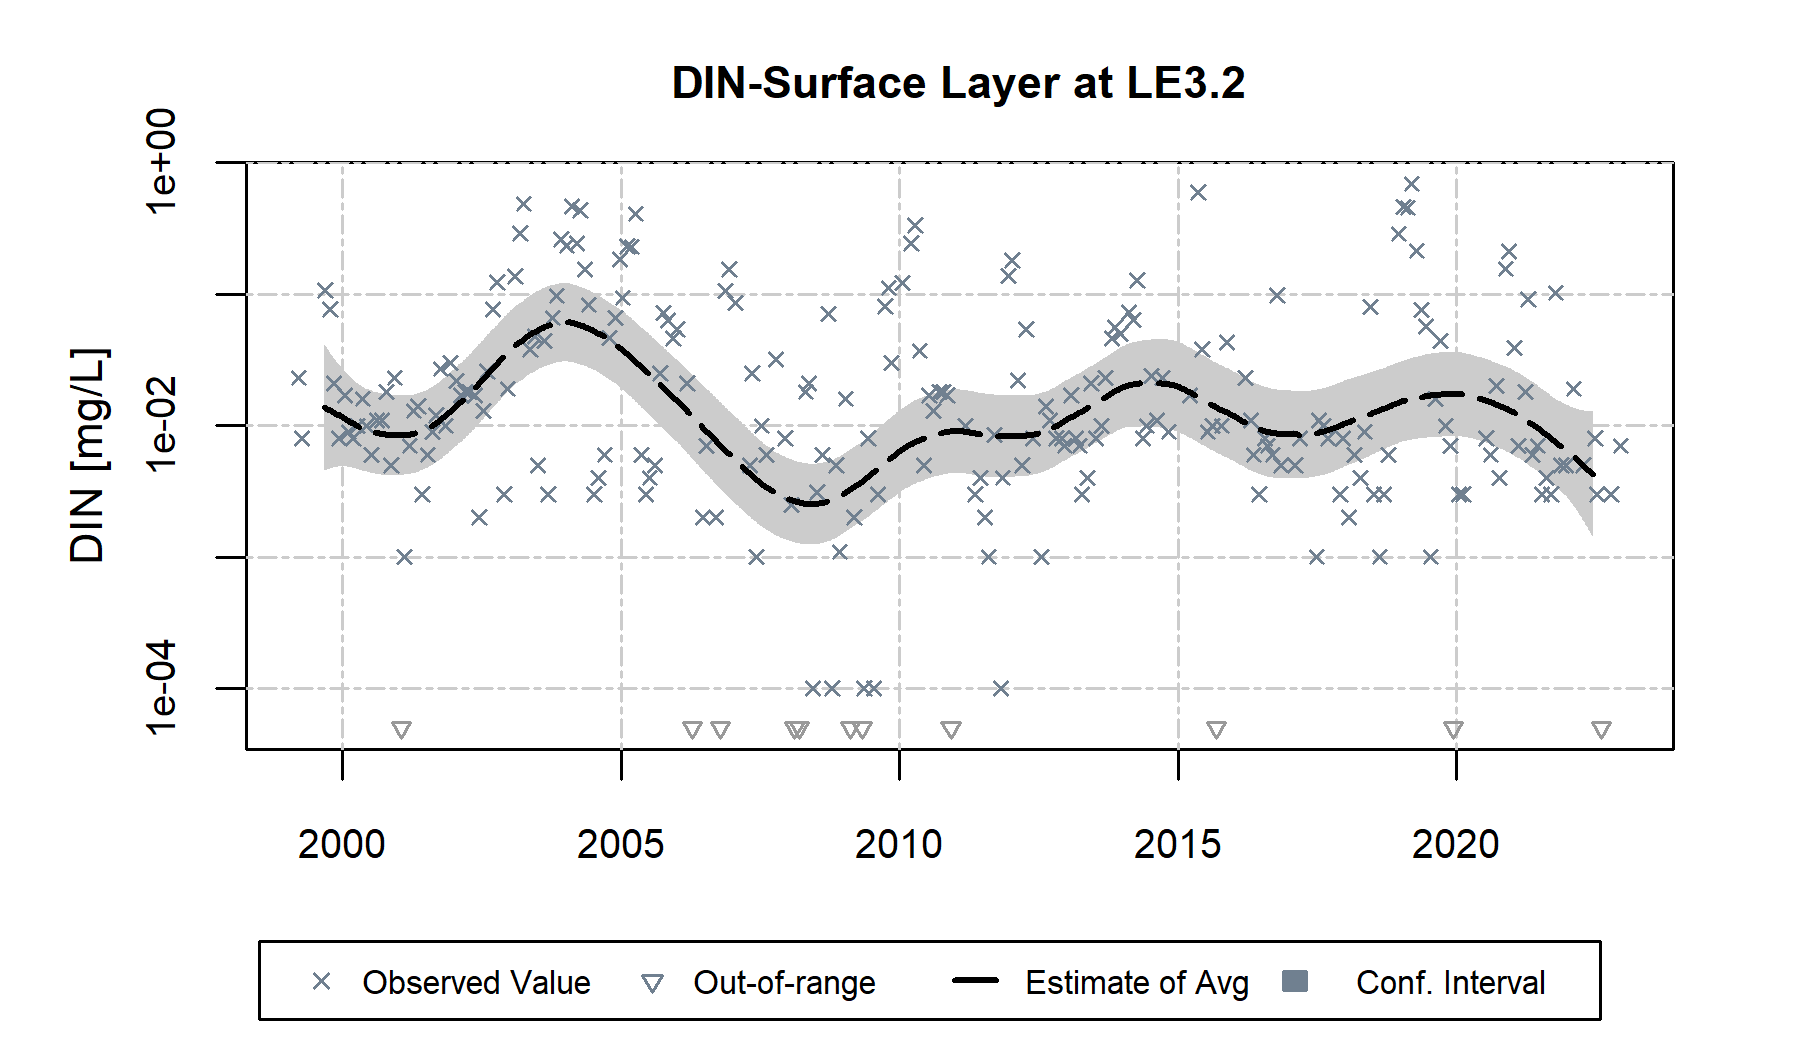 DIN-Surface Layer at LE3.2
DIN [mg/L]
1e+00
1e-02
1e-04
2000 2005 2010 2015 2020
Observed Value Out-of-range Estimate of Avg Conf. Interval